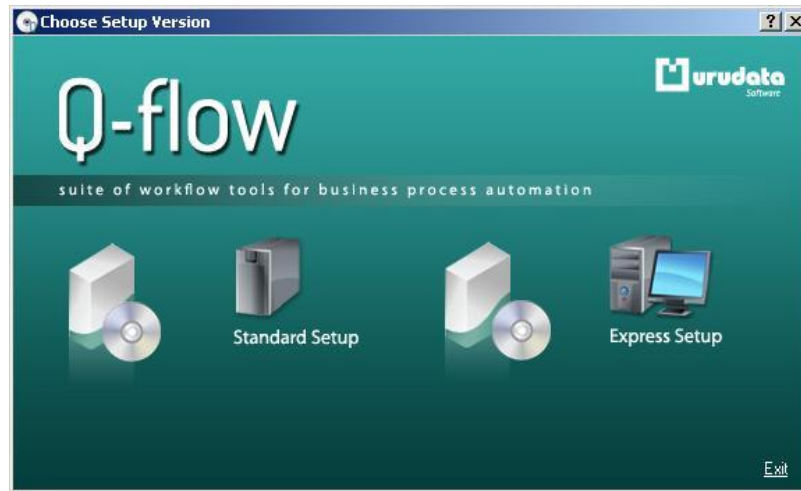 Choose Setup Version
urudata
Software
Q-flow
suite of workflow tools for business process automation
Standard Setup
Express Setup
Exit